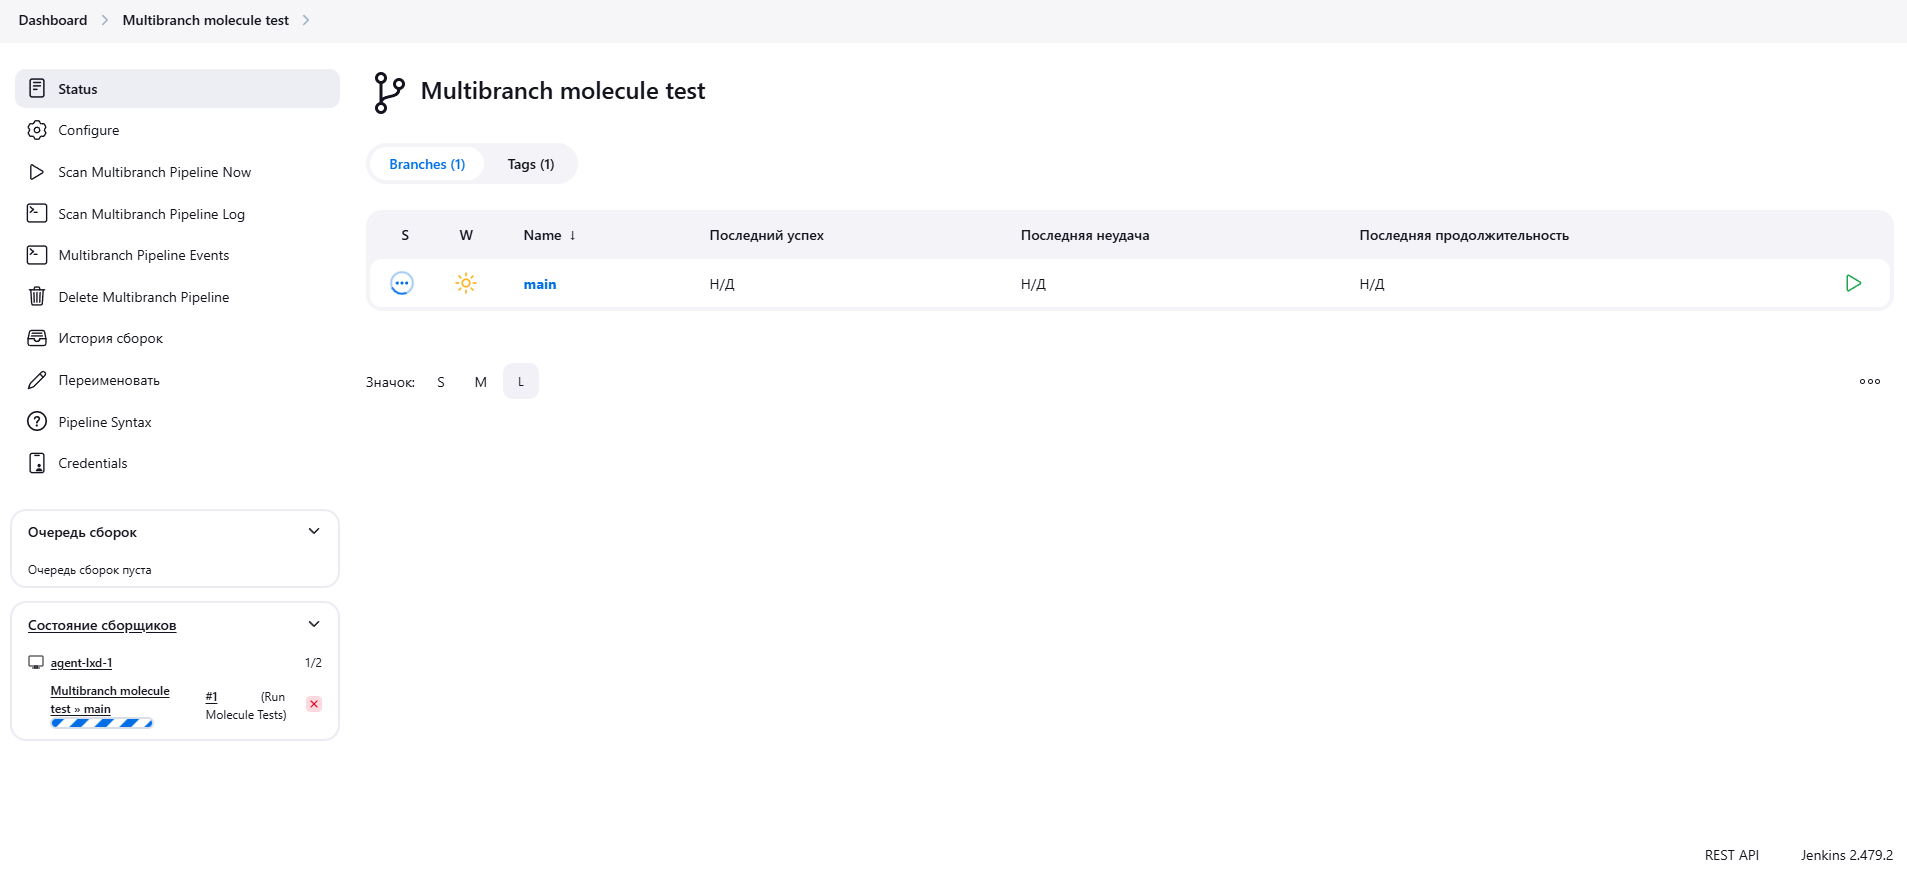 Dashboard
Multibranch molecule test
Status
Configure
Scan Multibranch Pipeline Now
Scan Multibranch Pipeline Log
Multibranch Pipeline Events
Delete Multibranch Pipeline
История сборок
Переименовать
Pipeline Syntax
Credentials
Очередь сборок
Очередь сборок пуста
Состояние сборщиков
agent-lxd-1 1/2
Multibranch molecule
test » main
#1 (Run
Molecule Tests)
Multibranch molecule test
Branches (1) Tags (1)
S W Name ↓ Последний успех Последняя неудача Последняя продолжительность
main Н/Д Н/Д Н/Д
Значок: S M L
REST API Jenkins 2.479.2